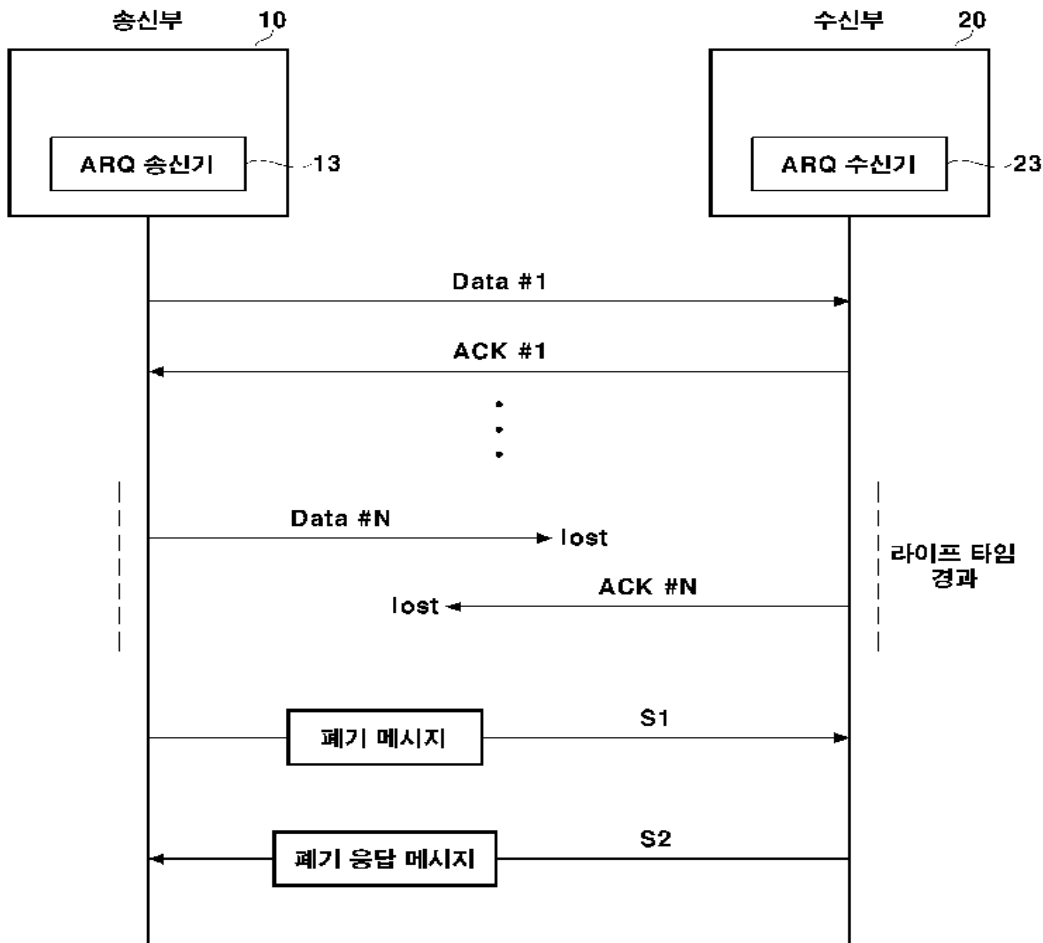 송신부 10
수신부 20
ARQ 송신기 13
ARQ 수신기 23
Data #1
ACK #1
Data #N
lost
라이프 타임
경과
ACK #N
lost
폐기 메시지
S1
폐기 응답 메시지
S2